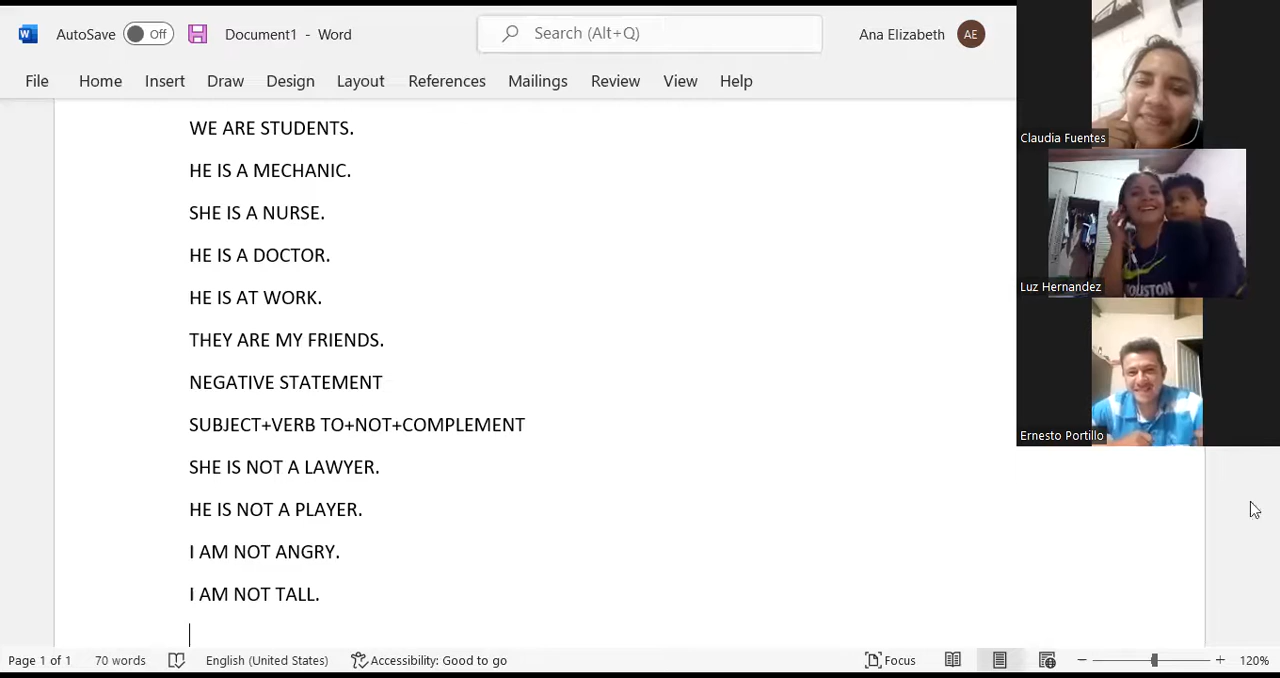 AutoSave Off Document1 - Word Search (Alt+Q) Ana Elizabeth AE
File Home Insert Draw Design Layout References Mailings Review View Help
WE ARE STUDENTS.
HE IS A MECHANIC.
SHE IS A NURSE.
HE IS A DOCTOR.
HE IS AT WORK.
THEY ARE MY FRIENDS.
NEGATIVE STATEMENT
SUBJECT+VERB TO+NOT+COMPLEMENT
SHE IS NOT A LAWYER.
HE IS NOT A PLAYER.
I AM NOT ANGRY.
I AM NOT TALL.
Claudia Fuentes
HOUSTON
Luz Hernandez
Ernesto Portillo
Page 1 of 1 70 words English (United States) Accessibility: Good to go Focus 120%